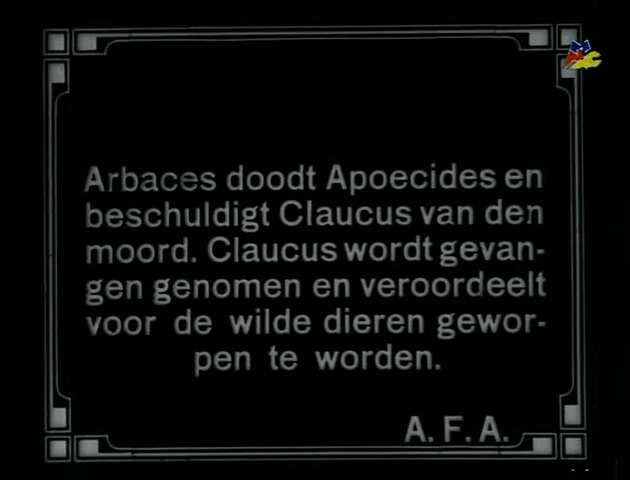 Arbaces doodt Apoecides en
beschuldigt Claucus van den
moord. Claucus wordt gevan-
gen genomen en veroordeelt
voor de wilde dieren gewor-
pen te worden.
A. F. A.